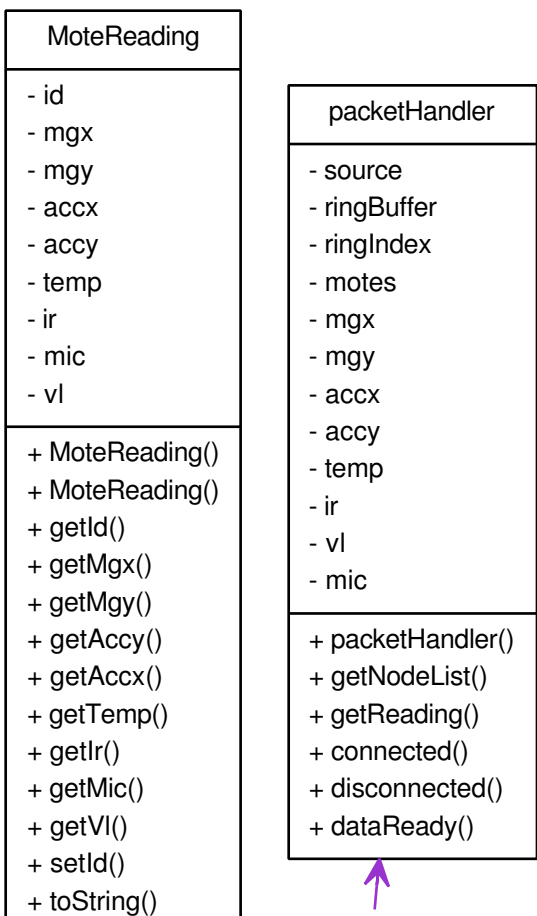 MoteReading
- id
- mgx
- mgy
- accx
- accy
- temp
- ir
- mic
- vl
+ MoteReading()
+ MoteReading()
+ getId()
+ getMgx()
+ getMgy()
+ getAccy()
+ getAccx()
+ getTemp()
+ getIr()
+ getMic()
+ getVl()
+ setId()
+ toString()
packetHandler
- source
- ringBuffer
- ringIndex
- motes
- mgx
- mgy
- accx
- accy
- temp
- ir
- vl
- mic
+ packetHandler()
+ getNodeList()
+ getReading()
+ connected()
+ disconnected()
+ dataReady()